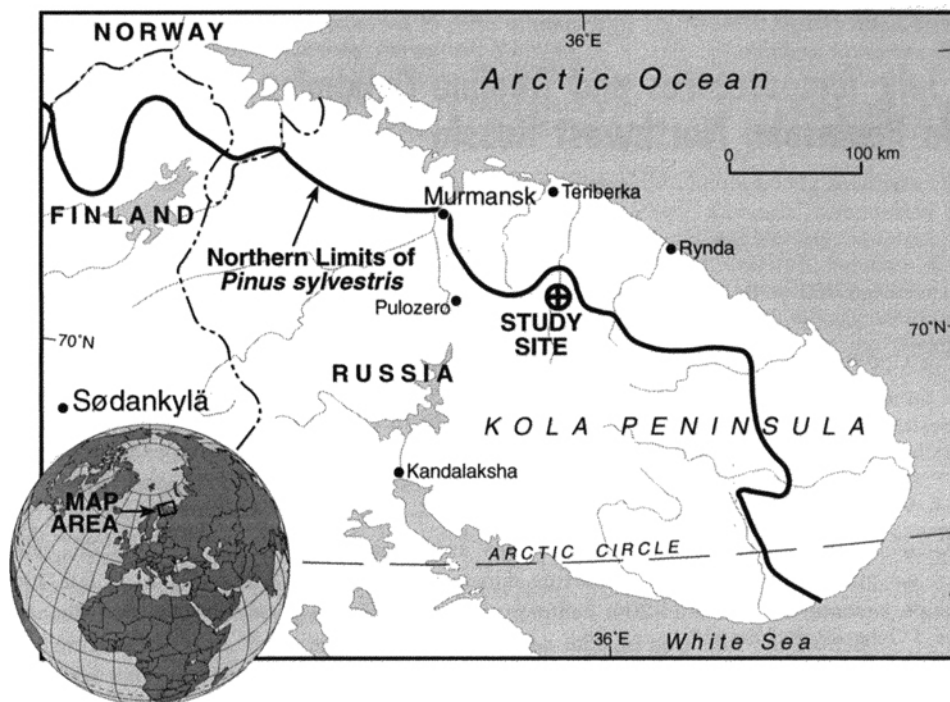 NORWAY
36°E
Arctic Ocean
0 100 km
Murmansk
Teriberka
FINLAND
Rynda
Northern Limits of
Pinus sylvestris
Pulozero
STUDY
SITE
70°N
70°N
RUSSIA
Sødankylä
KOLA PENINSULA
Kandalaksha
MAP
AREA
ARCTIC CIRCLE
36°E
White Sea